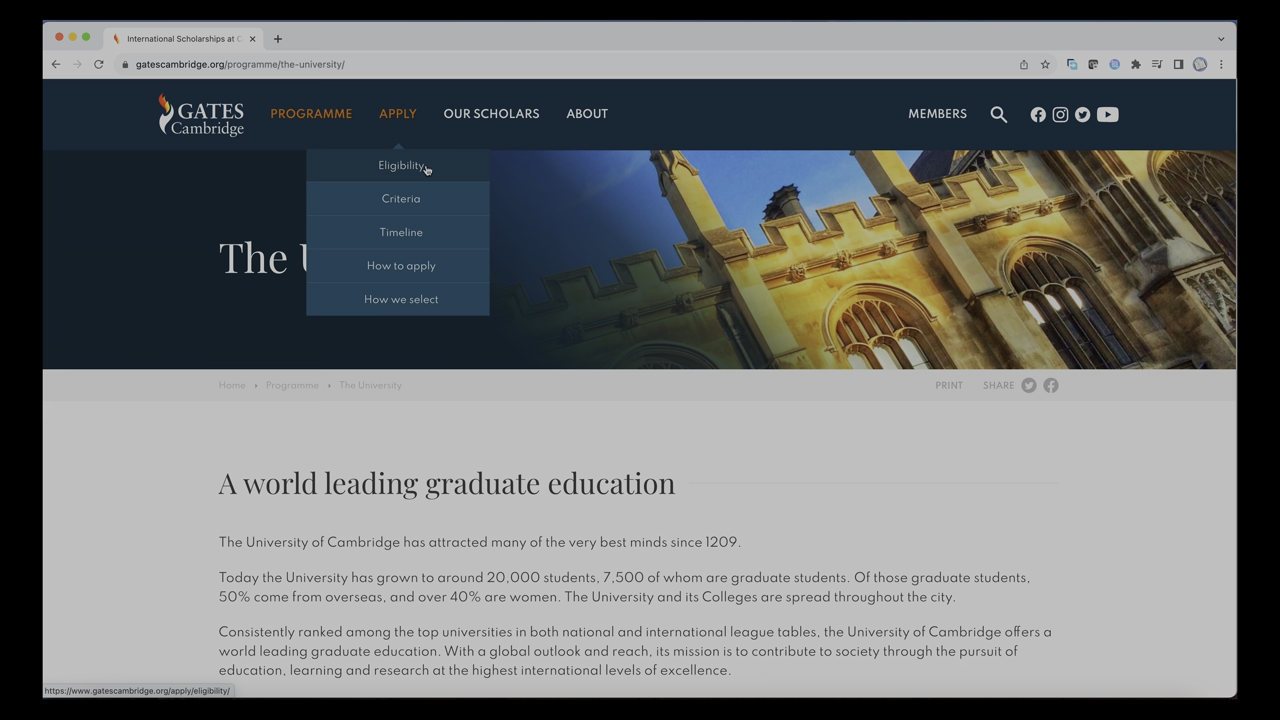 International Scholarships at
gatescambridge.org/programme/the-university/
GATES
Cambridge
PROGRAMME
APPLY
OUR SCHOLARS
ABOUT
MEMBERS
Eligibility
Criteria
Timeline
How to apply
How we select
The
Home
Programme
The University
PRINT
SHARE
A world leading graduate education
The University of Cambridge has attracted many of the very best minds since 1209.
Today the University has grown to around 20,000 students, 7,500 of whom are graduate students. Of those graduate students,
50% come from overseas, and over 40% are women. The University and its Colleges are spread throughout the city.
Consistently ranked among the top universities in both national and international league tables, the University of Cambridge offers a
world leading graduate education. With a global outlook and reach, its mission is to contribute to society through the pursuit of
education, learning and research at the highest international levels of excellence.
https://www.gatescambridge.org/apply/eligibility/